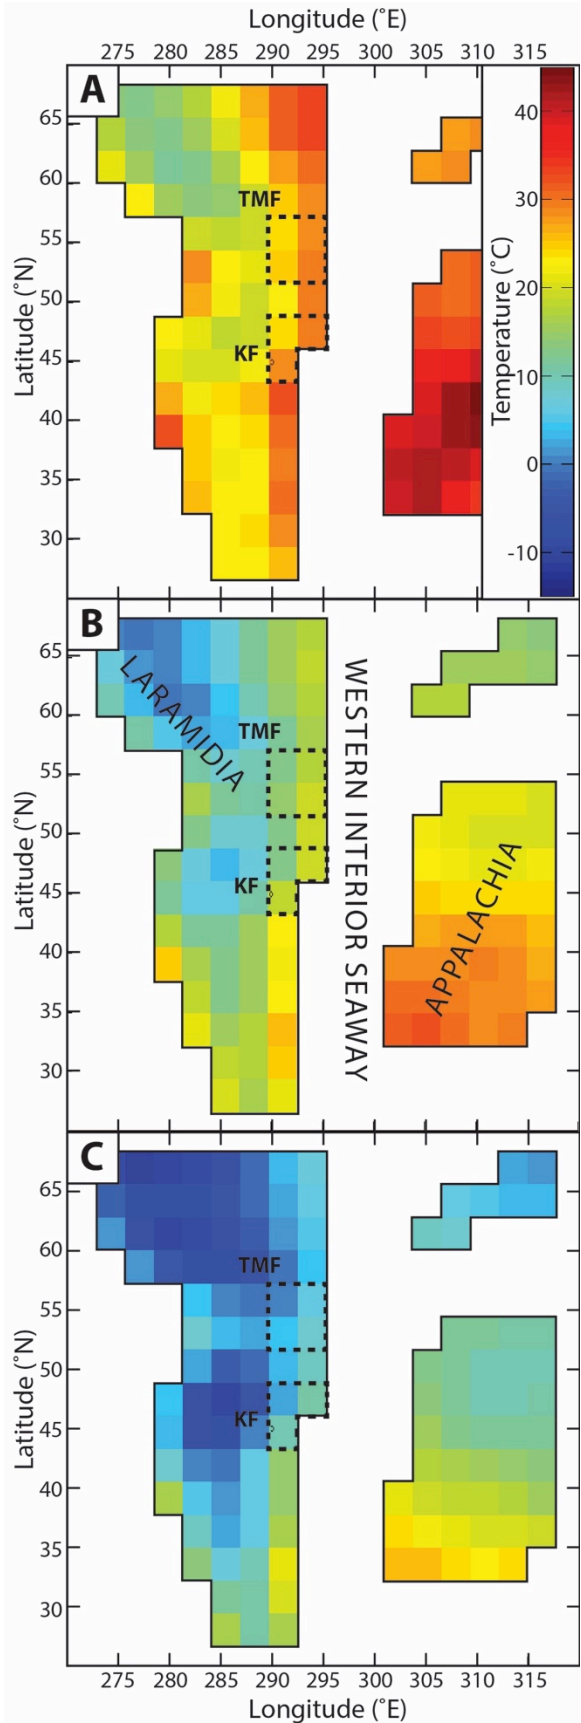 Longitude (˚E)
275 280 285 290 295 300 305 310 315
A
65
60
55
50
45
40
35
30
Latitude (˚N)
TMF
KF
40
30
20
10
0
-10
Temperature (˚C)
B
65
60
55
50
45
40
35
30
Latitude (˚N)
LARAMIDIA
TMF
KF
WESTERN INTERIOR SEAWAY
APPALACHIA
C
65
60
55
50
45
40
35
30
Latitude (˚N)
TMF
KF
275 280 285 290 295 300 305 310 315
Longitude (˚E)